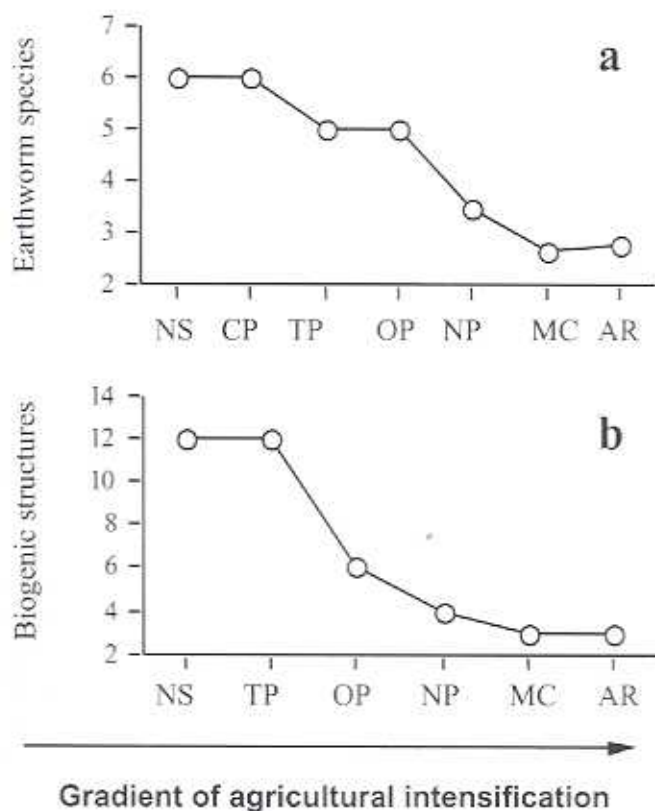 7
a
6
5
4
3
2
Earthworm species
NS CP TP OP NP MC AR
14
b
12
10
8
6
4
2
Biogenic structures
NS TP OP NP MC AR
Gradient of agricultural intensification